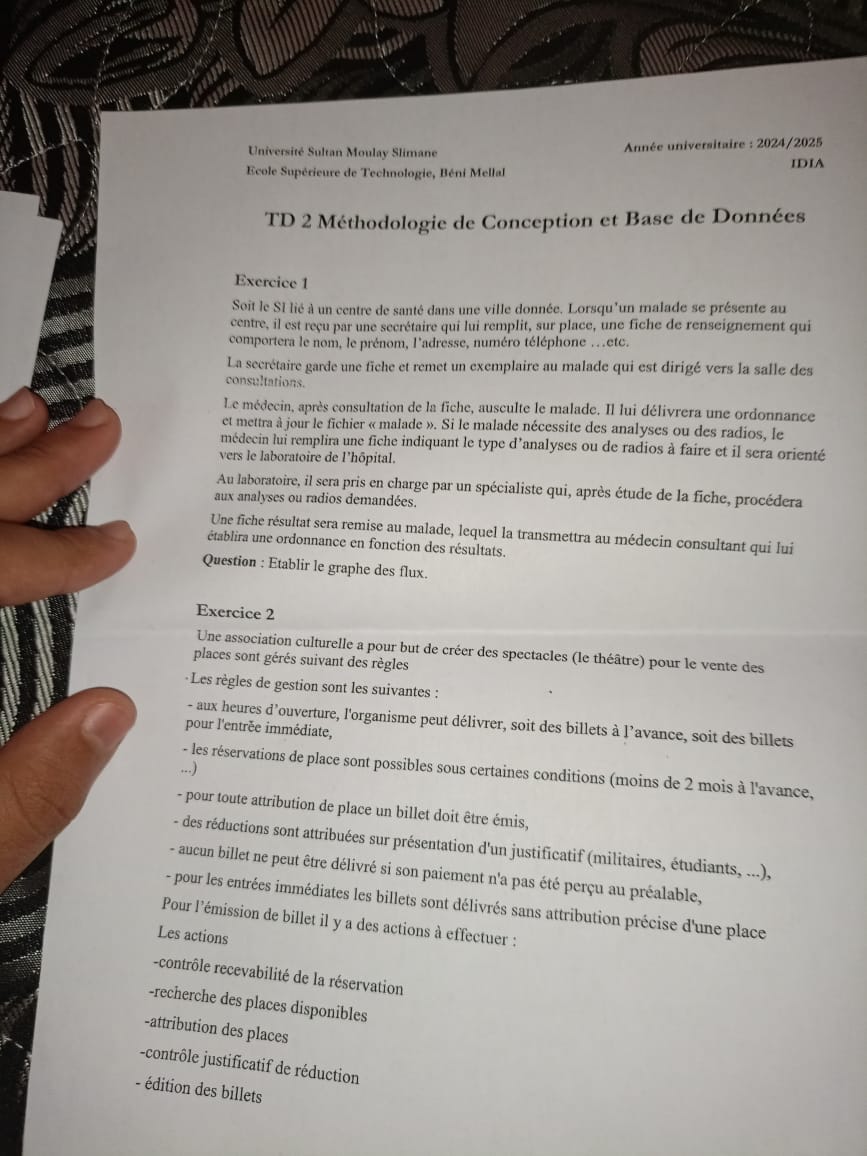 Université Sultan Moulay Slimane
Année universitaire : 2024/2025
Ecole Supérieure de Technologie, Béni Mellal
IDIA
TD 2 Méthodologie de Conception et Base de Données
Exercice 1
Soit le SI lié à un centre de santé dans une ville donnée. Lorsqu'un malade se présente au
centre, il est reçu par une secrétaire qui lui remplit, sur place, une fiche de renseignement qui
comportera le nom, le prénom, l'adresse, numéro téléphone …etc.
La secrétaire garde une fiche et remet un exemplaire au malade qui est dirigé vers la salle des
consultations.
Le médecin, après consultation de la fiche, ausculte le malade. Il lui délivrera une ordonnance
et mettra à jour le fichier « malade ». Si le malade nécessite des analyses ou des radios, le
médecin lui remplira une fiche indiquant le type d'analyses ou de radios à faire et il sera orienté
vers le laboratoire de l'hôpital.
Au laboratoire, il sera pris en charge par un spécialiste qui, après étude de la fiche, procédera
aux analyses ou radios demandées.
Une fiche résultat sera remise au malade, lequel la transmettra au médecin consultant qui lui
établira une ordonnance en fonction des résultats.
Question : Etablir le graphe des flux.
Exercice 2
Une association culturelle a pour but de créer des spectacles (le théâtre) pour le vente des
places sont gérés suivant des règles
·Les règles de gestion sont les suivantes :
- aux heures d'ouverture, l'organisme peut délivrer, soit des billets à l'avance, soit des billets
pour l'entrée immédiate,
- les réservations de place sont possibles sous certaines conditions (moins de 2 mois à l'avance,
...)
- pour toute attribution de place un billet doit être émis,
- des réductions sont attribuées sur présentation d'un justificatif (militaires, étudiants, ...),
- aucun billet ne peut être délivré si son paiement n'a pas été perçu au préalable,
- pour les entrées immédiates les billets sont délivrés sans attribution précise d'une place
Pour l'émission de billet il y a des actions à effectuer :
Les actions
-contrôle recevabilité de la réservation
-recherche des places disponibles
-attribution des places
-contrôle justificatif de réduction
- édition des billets